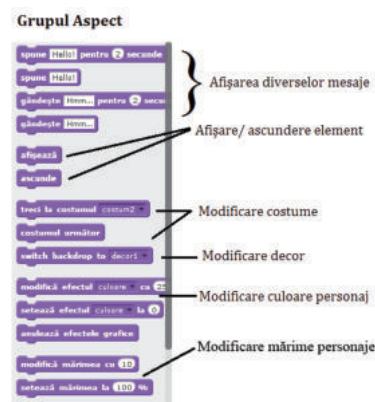 Grupul Aspect
spune Hello! pentru 2 secunde
spune Hello!
gândește Hmm... pentru 2 secun
gândește Hmm...
Afișarea diverselor mesaje
afișează
ascunde
Afișare/ ascundere element
treci la costumul costum2
costumul următor
switch backdrop to decor1
Modificare costume
Modificare decor
modifică efectul culoare cu 25
setează efectul culoare la 0
anulează efectele grafice
Modificare culoare personaj
modifică mărimea cu 10
setează mărimea la 100 %
Modificare mărime personaje